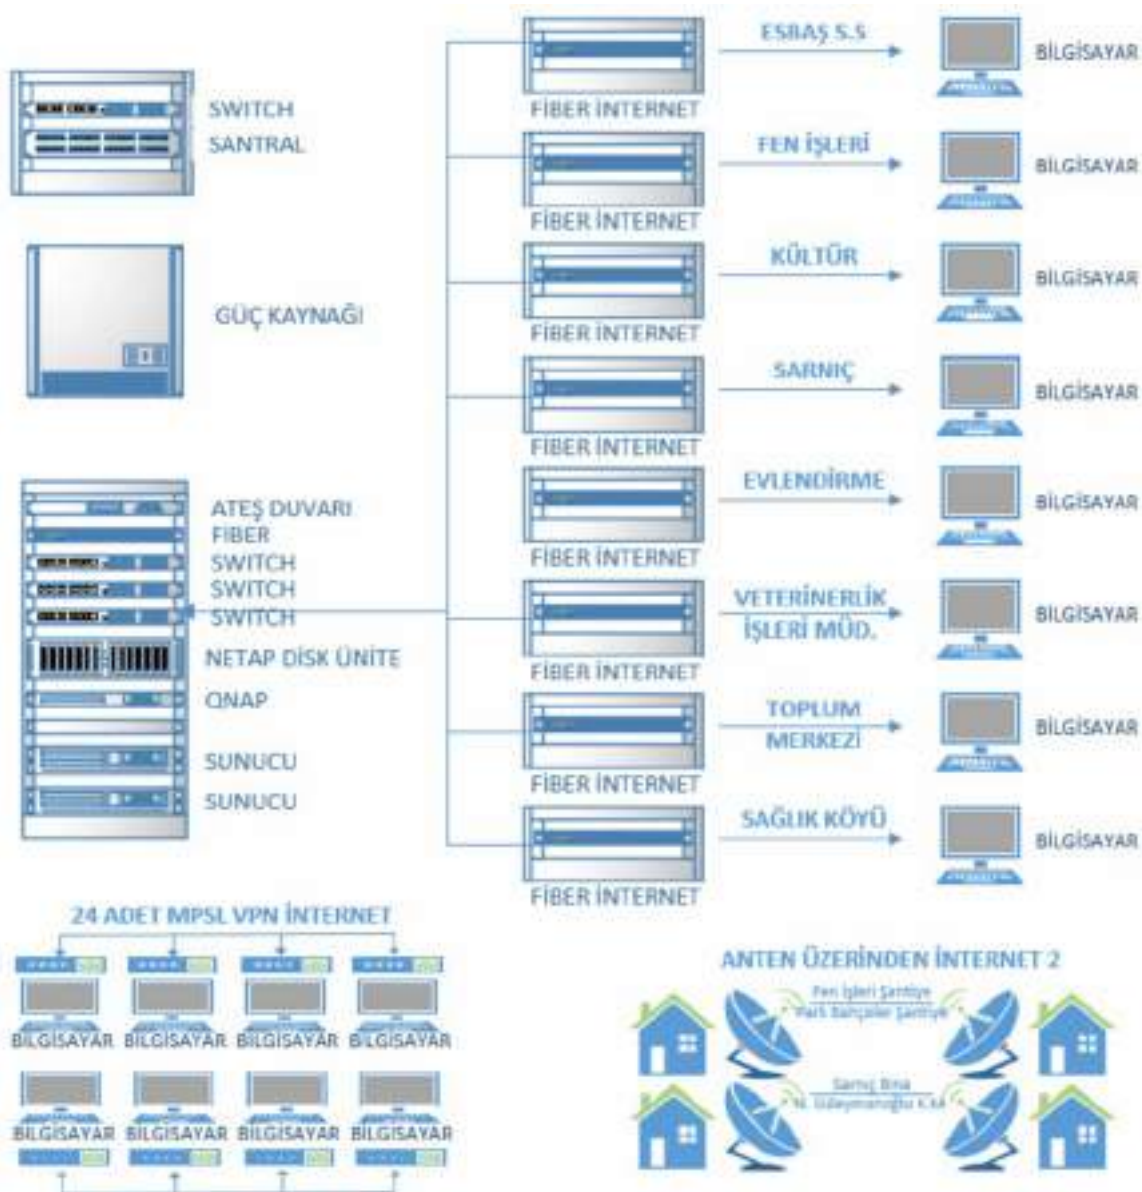 SWITCH
SANTRAL
GÜÇ KAYNAĞI
ATEŞ DUVARI
FİBER
SWITCH
SWITCH
SWITCH
NETAP DİSK ÜNİTE
QNAP
SUNUCU
SUNUCU
ESBAŞ S.S
BİLGİSAYAR
FİBER İNTERNET
FEN İŞLERİ
BİLGİSAYAR
FİBER İNTERNET
KÜLTÜR
BİLGİSAYAR
FİBER İNTERNET
SARNIÇ
BİLGİSAYAR
FİBER İNTERNET
EVLENDİRME
BİLGİSAYAR
FİBER İNTERNET
VETERİNERLİK
İŞLERİ MÜD.
BİLGİSAYAR
FİBER İNTERNET
TOPLUM
MERKEZİ
BİLGİSAYAR
FİBER İNTERNET
SAĞLIK KÖYÜ
BİLGİSAYAR
FİBER İNTERNET
24 ADET MPSL VPN İNTERNET
BİLGİSAYAR BİLGİSAYAR BİLGİSAYAR BİLGİSAYAR
BİLGİSAYAR BİLGİSAYAR BİLGİSAYAR BİLGİSAYAR
ANTEN ÜZERİNDEN İNTERNET 2
Fen İşleri Şantiye
Park Bahçeler Şantiye
Sarnıç Bina
Süleymanoğlu K.M